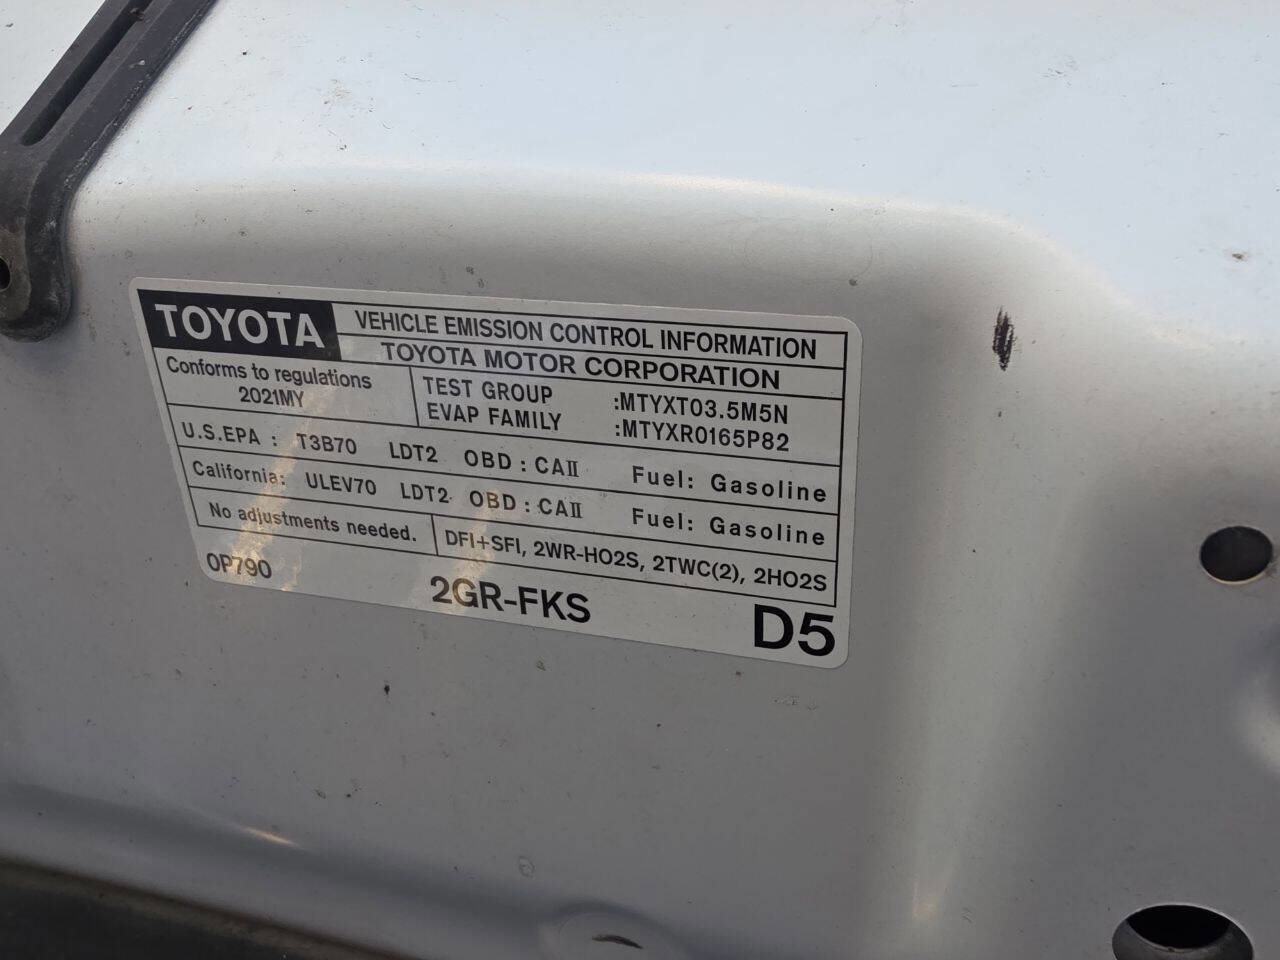 TOYOTA
VEHICLE EMISSION CONTROL INFORMATION
TOYOTA MOTOR CORPORATION
Conforms to regulations
2021MY
TEST GROUP :MTYXT03.5M5N
EVAP FAMILY :MTYXR0165P82
U.S.EPA : T3B70 LDT2 OBD : CAII Fuel: Gasoline
California: ULEV70 LDT2 OBD : CAII Fuel: Gasoline
No adjustments needed.
DFI+SFI, 2WR-HO2S, 2TWC(2), 2HO2S
0P790
2GR-FKS
D5